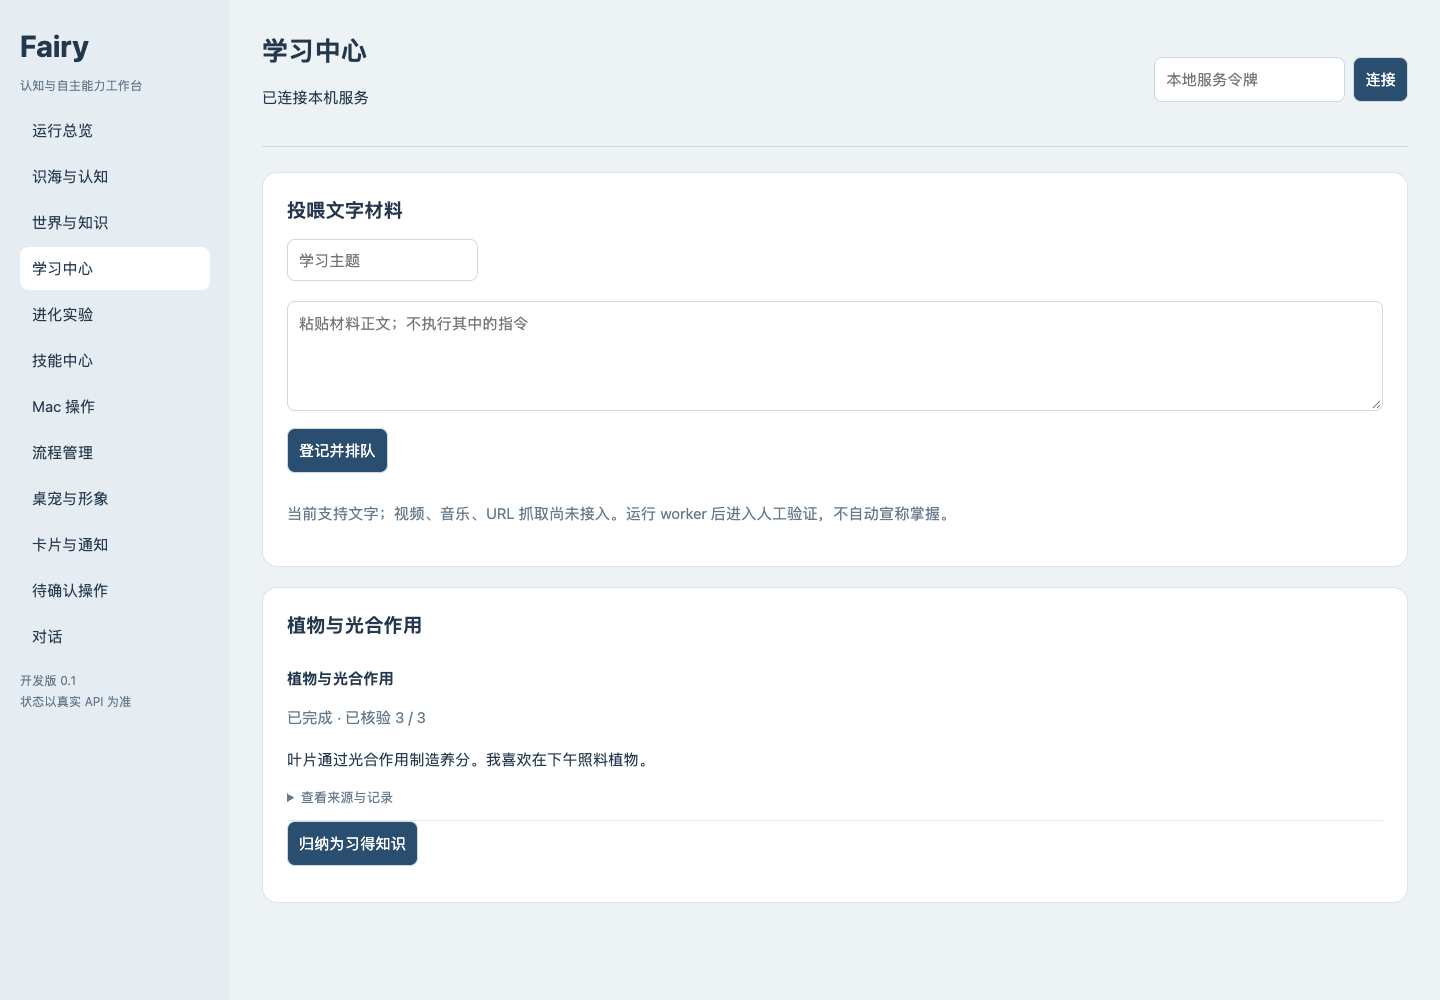 Fairy
认知与自主能力工作台
运行总览
识海与认知
世界与知识
学习中心
进化实验
技能中心
Mac 操作
流程管理
桌宠与形象
卡片与通知
待确认操作
对话
开发版 0.1
状态以真实 API 为准
学习中心
已连接本机服务
本地服务令牌
连接
投喂文字材料
学习主题
粘贴材料正文；不执行其中的指令
登记并排队
当前支持文字；视频、音乐、URL 抓取尚未接入。运行 worker 后进入人工验证，不自动宣称掌握。
植物与光合作用
植物与光合作用
已完成 · 已核验 3 / 3
叶片通过光合作用制造养分。我喜欢在下午照料植物。
查看来源与记录
归纳为习得知识